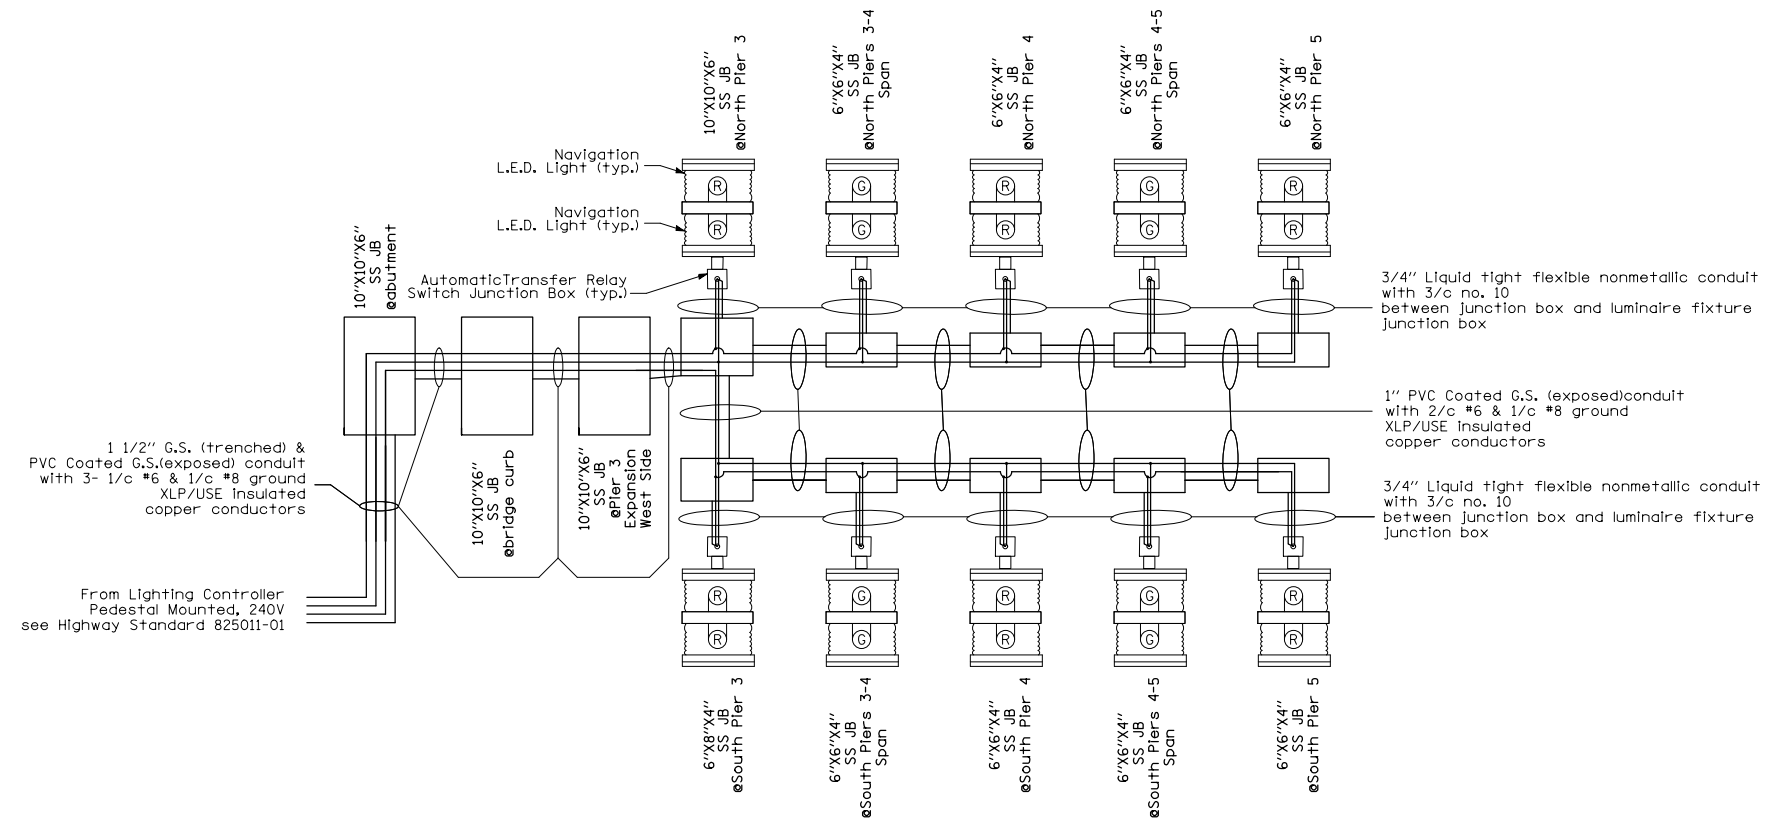 10"X10"X6"
SS JB
@North Pier 3
6"X6"X4"
SS JB
@North Piers 3-4
Span
6"X6"X4"
SS JB
@North Pier 4
6"X6"X4"
SS JB
@North Piers 4-5
Span
6"X6"X4"
SS JB
@North Pier 5
Navigation
L.E.D. Light (typ.)
R
G
R
G
R
Navigation
L.E.D. Light (typ.)
R
G
R
G
R
10"X10"X6"
SS JB
@abutment
AutomaticTransfer Relay
Switch Junction Box (typ.)
3/4" Liquid tight flexible nonmetallic conduit
with 3/c no. 10
between junction box and luminaire fixture
junction box
1" PVC Coated G.S. (exposed)conduit
with 2/c #6 & 1/c #8 ground
XLP/USE insulated
copper conductors
1 1/2" G.S. (trenched) &
PVC Coated G.S.(exposed) conduit
with 3- 1/c #6 & 1/c #8 ground
XLP/USE insulated
copper conductors
10"X10"X6"
SS JB
@bridge curb
10"X10"X6"
SS JB
@Pier 3
Expansion
West Side
3/4" Liquid tight flexible nonmetallic conduit
with 3/c no. 10
between junction box and luminaire fixture
junction box
From Lighting Controller
Pedestal Mounted, 240V
see Highway Standard 825011-01
R
G
R
G
R
R
G
R
G
R
6"X8"X4"
SS JB
@South Pier 3
6"X6"X4"
SS JB
@South Piers 3-4
Span
6"X6"X4"
SS JB
@South Pier 4
6"X6"X4"
SS JB
@South Piers 4-5
Span
6"X6"X4"
SS JB
@South Pier 5